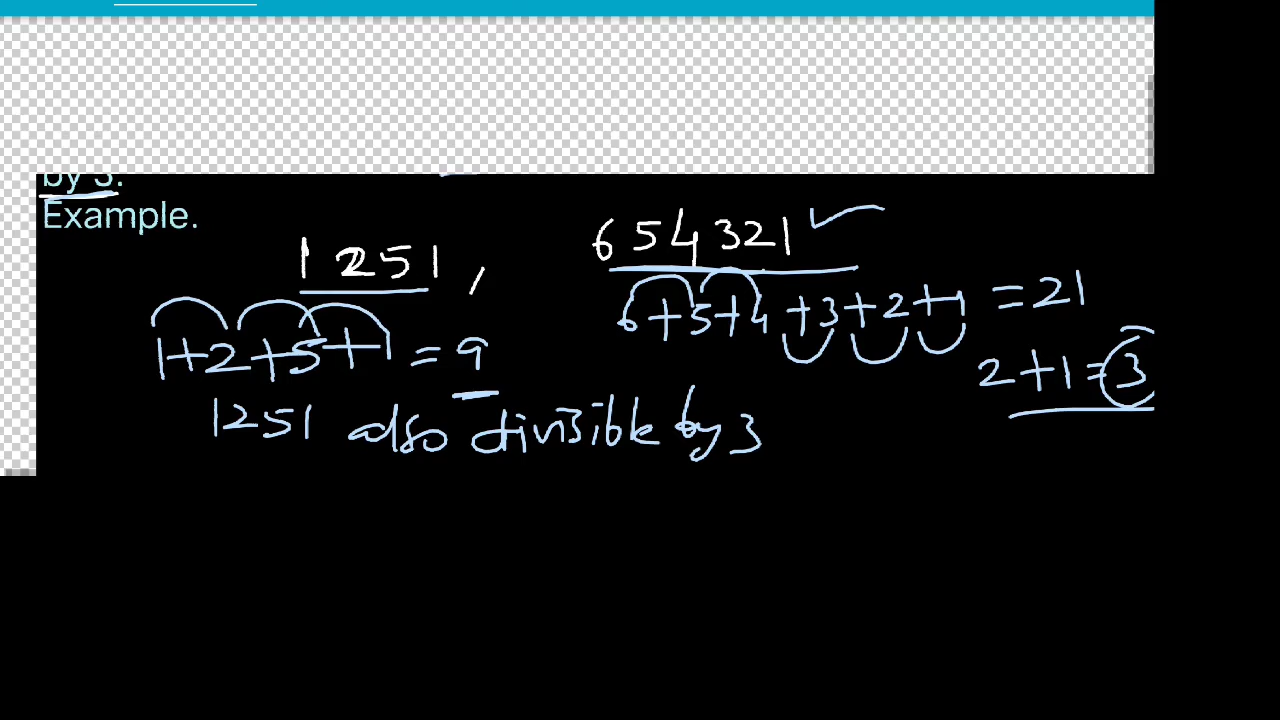 by 3.
Example.
1251, 654321 ✓
6+5+4+3+2+1 = 21
1+2+5+1 = 9
2+1=3
1251 also divisible by 3